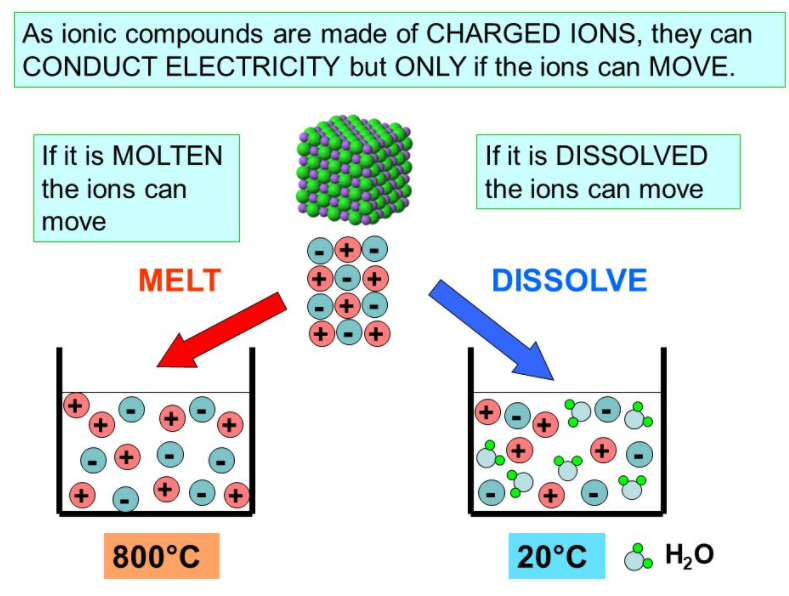 As ionic compounds are made of CHARGED IONS, they can
CONDUCT ELECTRICITY but ONLY if the ions can MOVE.
If it is MOLTEN
the ions can
move
If it is DISSOLVED
the ions can move
- + -
+ - +
- + -
+ - +
MELT
DISSOLVE
+ + - + - +
- + - +
+ - + - +
+ - + -
+ + -
- + -
800°C
20°C
H₂O